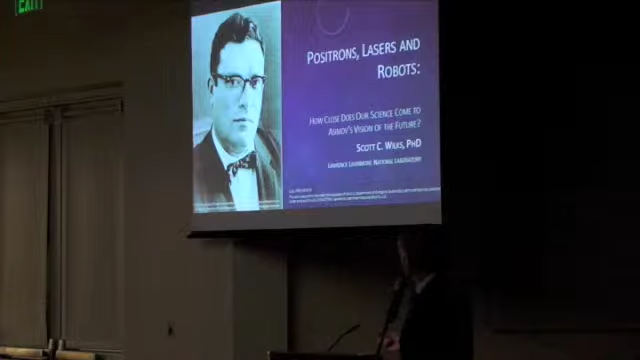 EXIT
POSITRONS, LASERS AND
ROBOTS:
HOW CLOSE DOES OUR SCIENCE COME TO
ASIMOV'S VISION OF THE FUTURE?
SCOTT C. WILKS, PHD
LAWRENCE LIVERMORE NATIONAL LABORATORY